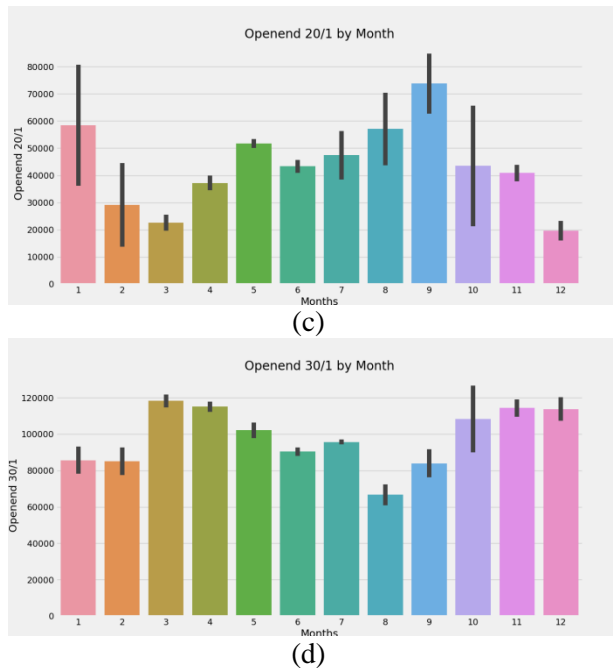 Openend 20/1 by Month
80000
70000
60000
50000
40000
30000
20000
10000
0
Openend 20/1
1 2 3 4 5 6 7 8 9 10 11 12
Months
(c)
Openend 30/1 by Month
120000
100000
80000
60000
40000
20000
0
Openend 30/1
1 2 3 4 5 6 7 8 9 10 11 12
Months
(d)